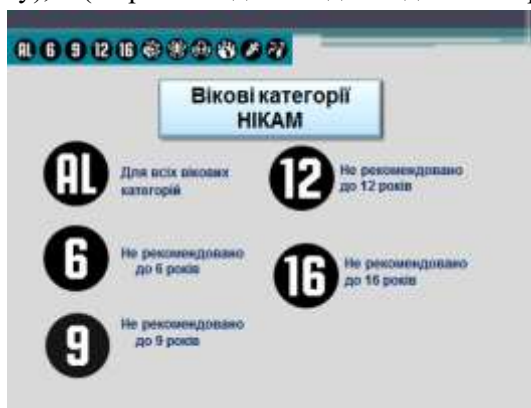 AL 6 9 12 16
Вікові категорії
НІКАМ
AL
Для всіх вікових
категорій
6
Не рекомендовано
до 6 років
9
Не рекомендовано
до 9 років
12
Не рекомендовано
до 12 років
16
Не рекомендовано
до 16 років